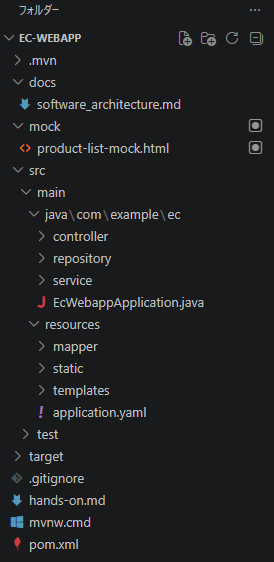 フォルダー
EC-WEBAPP
.mvn
docs
software_architecture.md
mock
product-list-mock.html
src
main
java\com\example\ec
controller
repository
service
EcWebappApplication.java
resources
mapper
static
templates
application.yaml
test
target
.gitignore
hands-on.md
mvnw.cmd
pom.xml